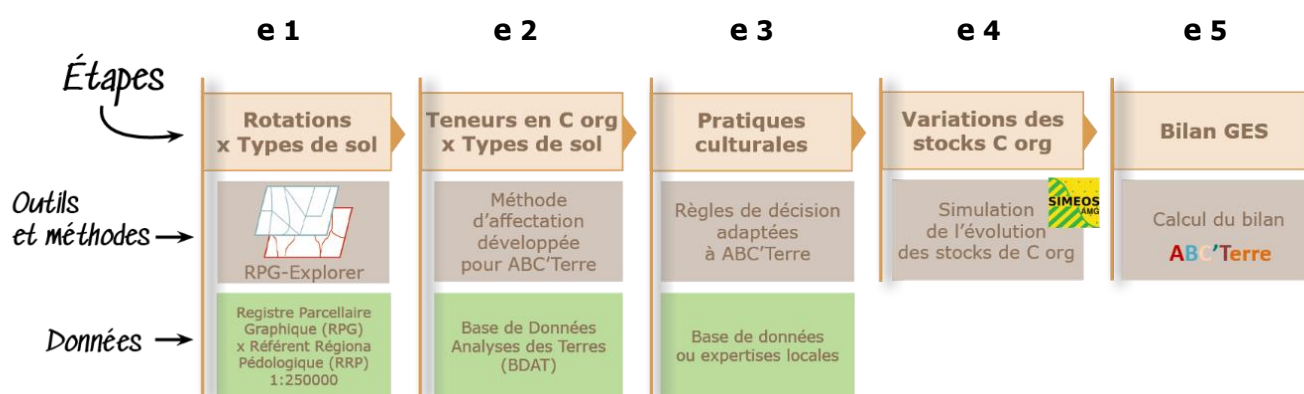 e 1
e 2
e 3
e 4
e 5
Étapes
Rotations
x Types de sol
Teneurs en C org
x Types de sol
Pratiques
culturales
Variations des
stocks C org
Bilan GES
Outils
et méthodes
RPG-Explorer
Méthode
d'affectation
développée
pour ABC'Terre
Règles de décision
adaptées
à ABC'Terre
Simulation
de l'évolution
des stocks de C org
SIMEOS
AMG
Calcul du bilan
ABC'Terre
Données
Registre Parcellaire
Graphique (RPG)
x Référent Régiona
Pédologique (RRP)
1:250000
Base de Données
Analyses des Terres
(BDAT)
Base de données
ou expertises locales